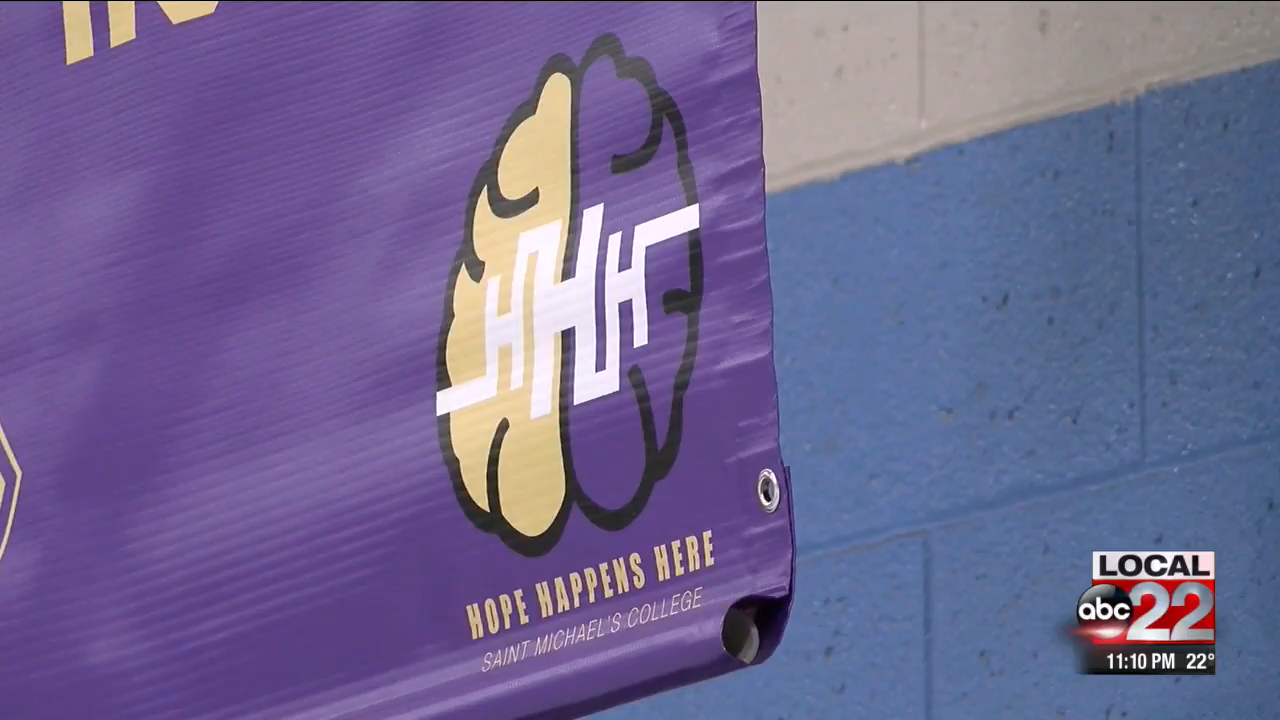 HHH
HOPE HAPPENS HERE
SAINT MICHAEL'S COLLEGE
LOCAL
abc 22
11:10 PM 22°